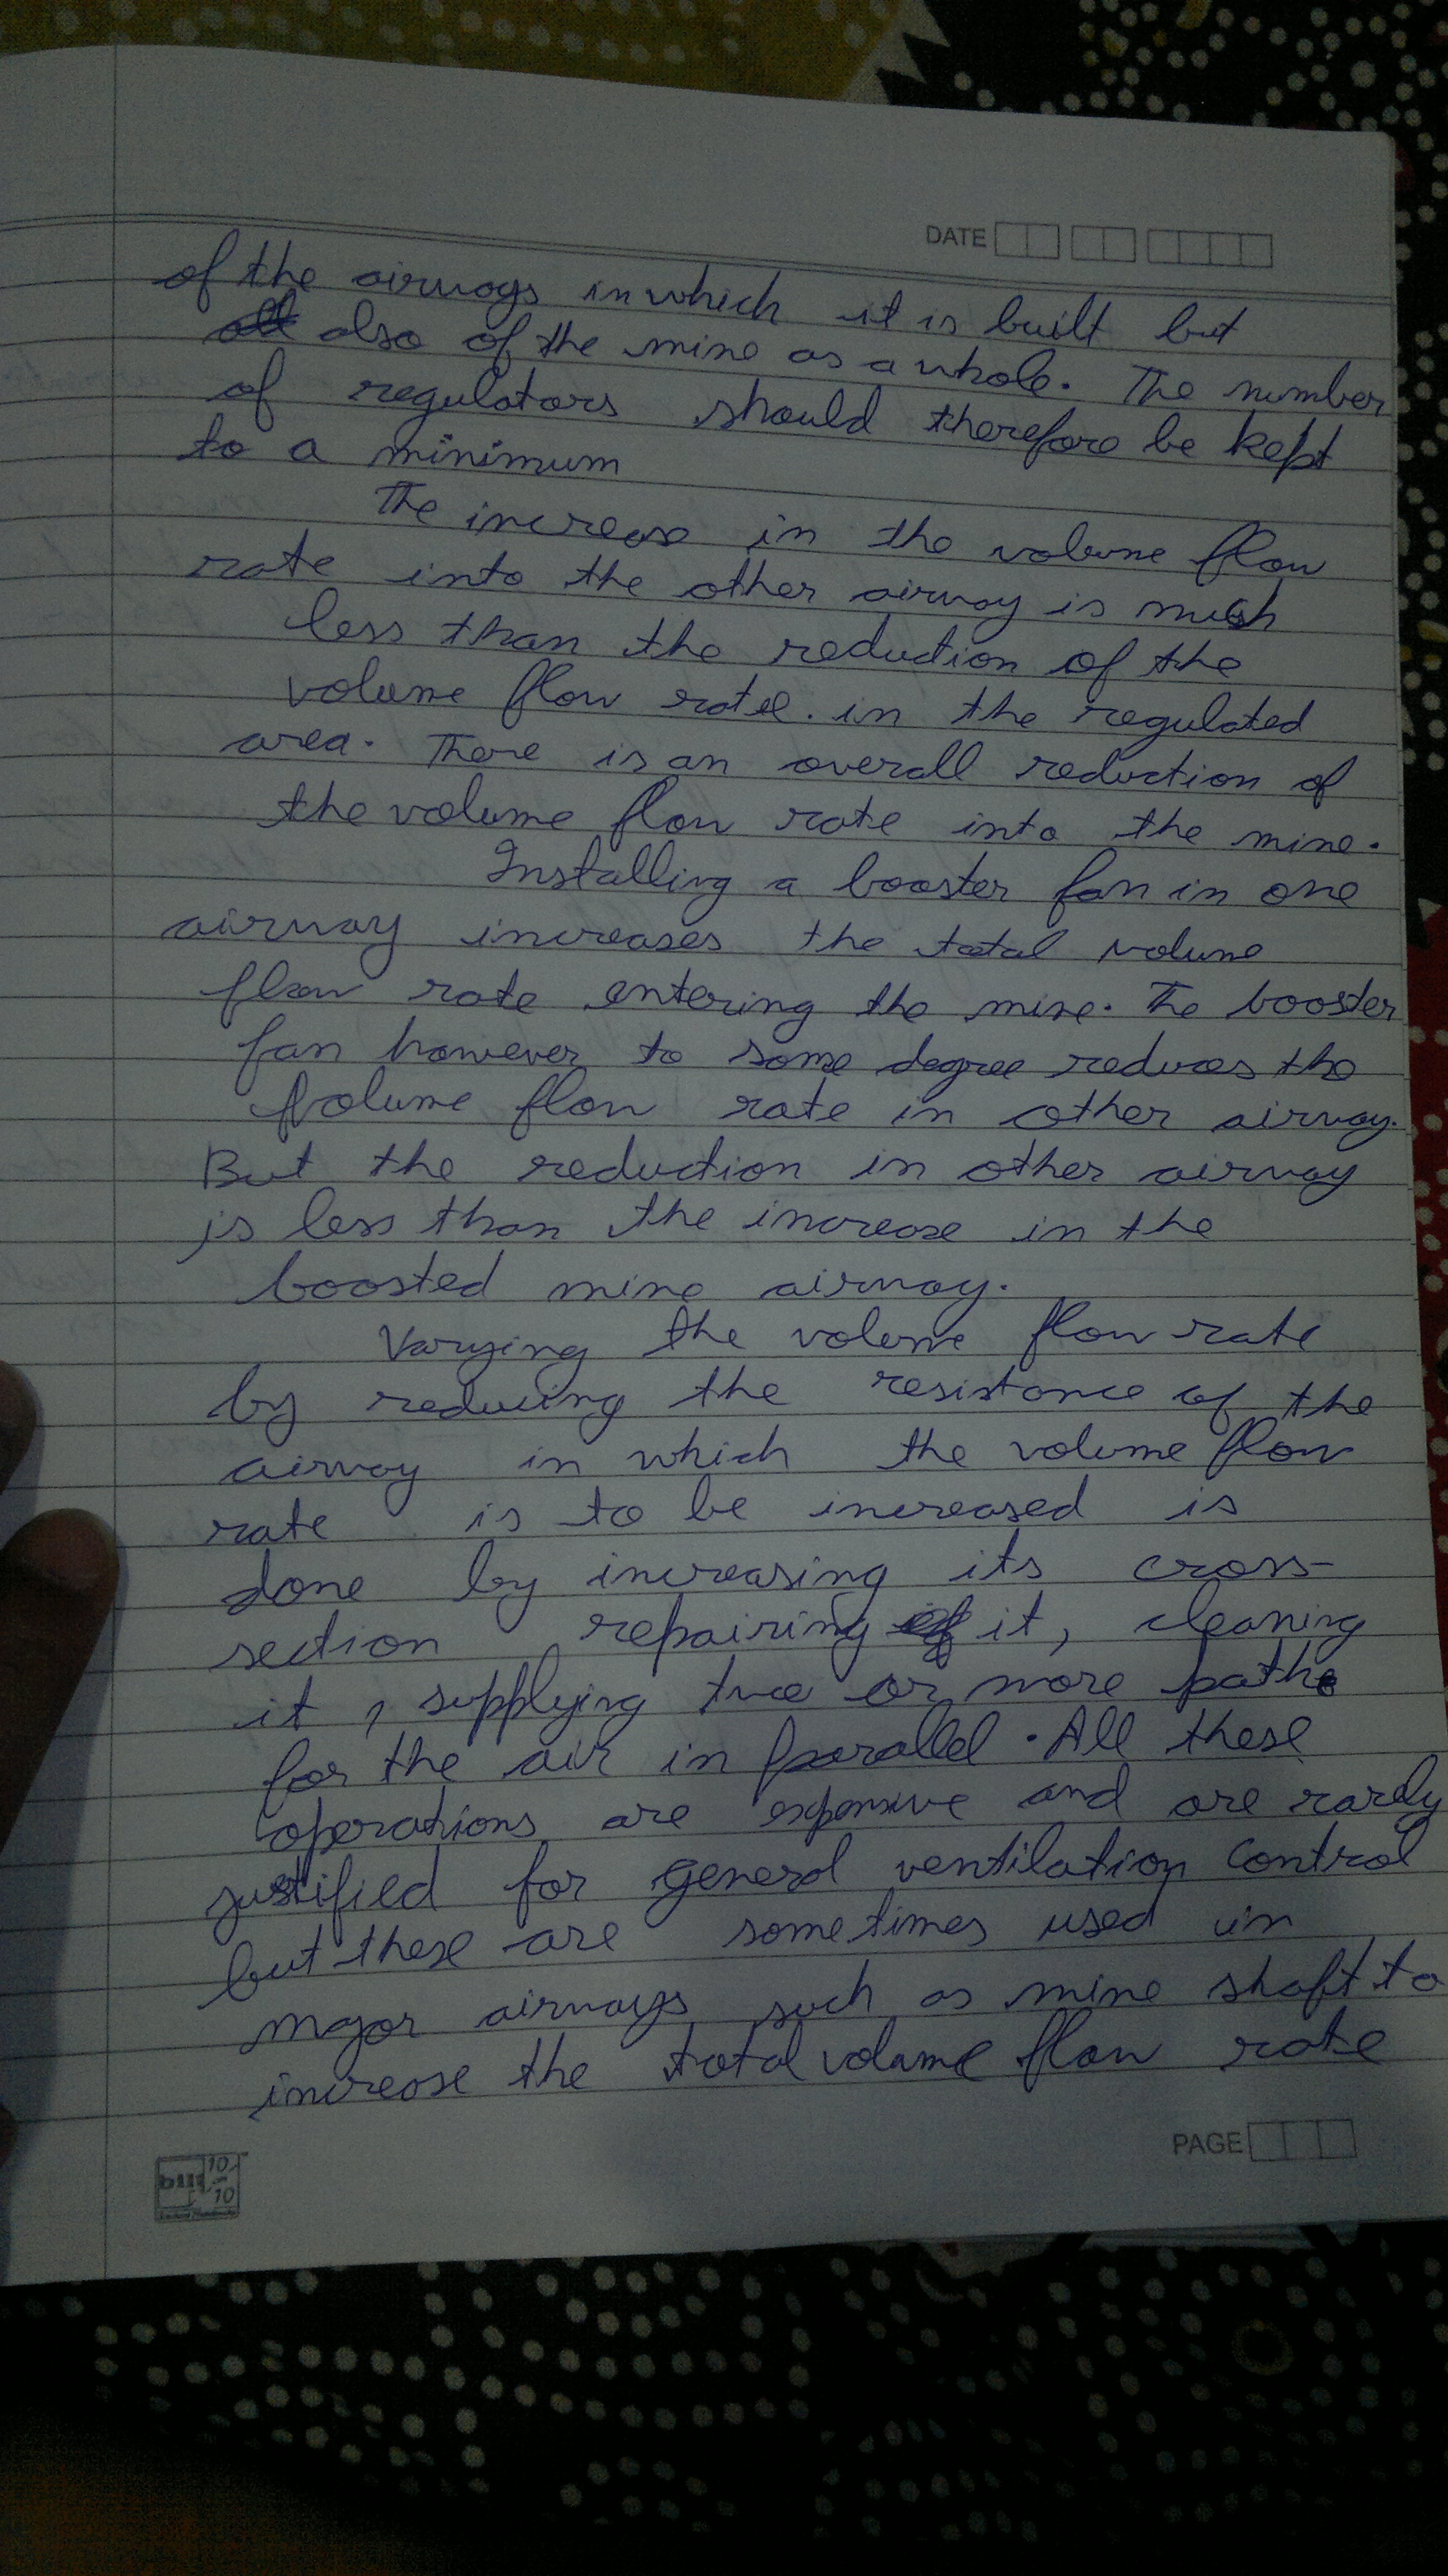 DATE
of the airways in which it is built but
also of the mine as a whole. The number
of regulators should therefore be kept
to a minimum
The increase in the volume flow
rate into the other airway is much
less than the reduction of the
volume flow rate. in the regulated
area. There is an overall reduction of
the volume flow rate into the mine.
Installing a booster fan in one
airway increases the total volume
flow rate entering the mine. The booster
fan however to some degree reduces the
volume flow rate in other airway.
But the reduction in other airway
is less than the increase in the
boosted mine airway.
Varying the volume flow rate
by reducing the resistance of the
airway in which the volume flow
rate is to be increased is
done by increasing its cross-
section repairing it, cleaning
it, supplying two or more paths
for the air in parallel. All these
operations are expensive and are rarely
justified for general ventilation control
but these are sometimes used in
major airways such as mine shaft to
increase the total volume flow rate
PAGE
10
10